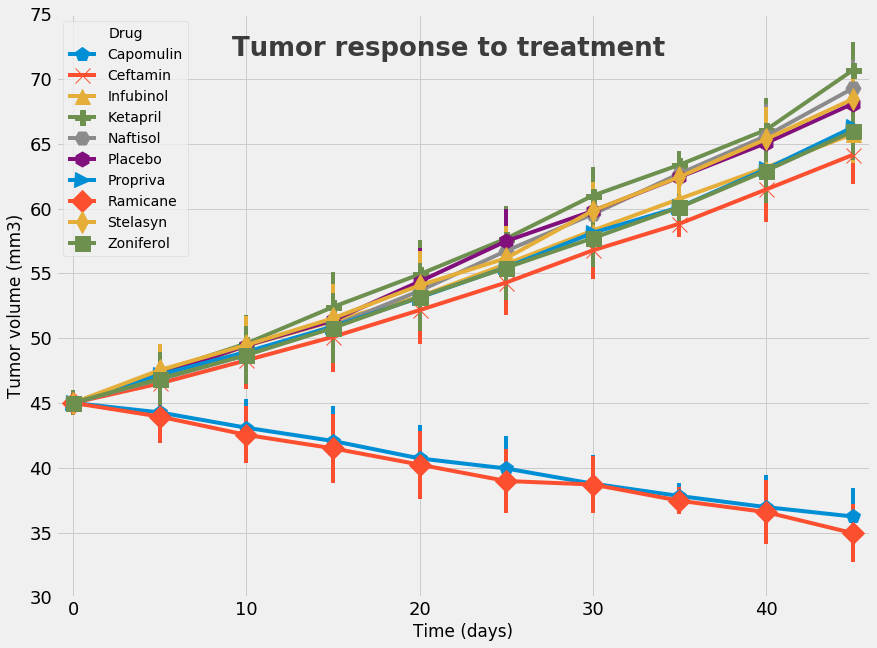 Tumor response to treatment
Drug
Capomulin
Ceftamin
Infubinol
Ketapril
Naftisol
Placebo
Propriva
Ramicane
Stelasyn
Zoniferol
Tumor volume (mm3)
75
70
65
60
55
50
45
40
35
30
0 10 20 30 40
Time (days)